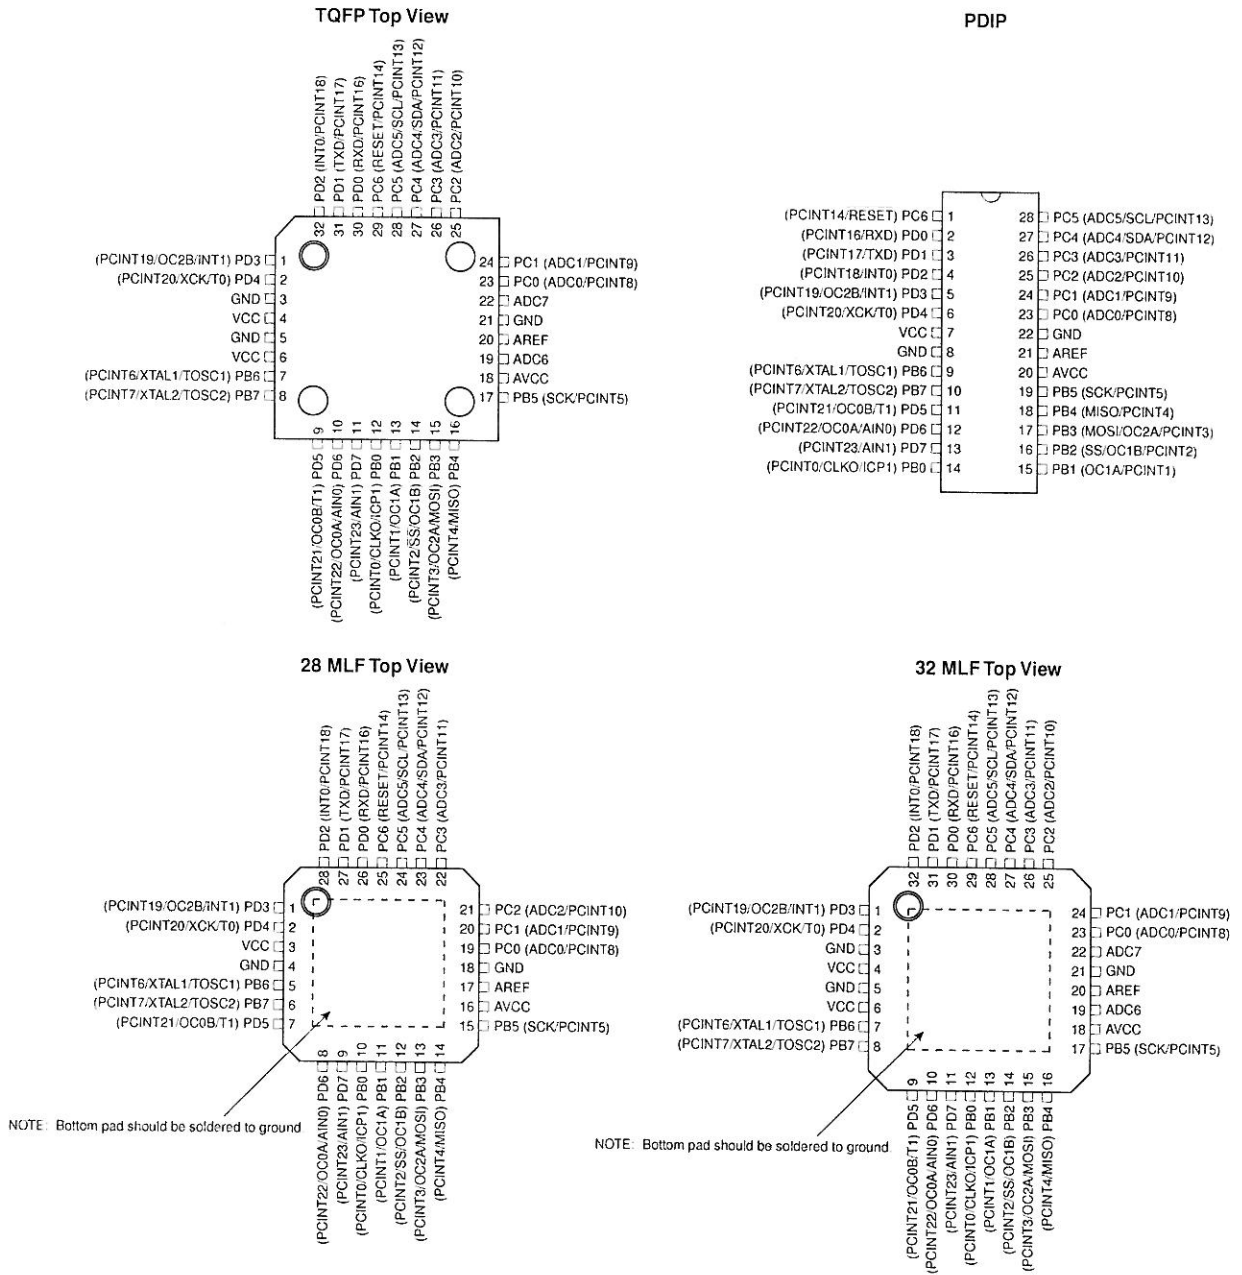 TQFP Top View
PD2 (INT0/PCINT18)
PD1 (TXD/PCINT17)
PD0 (RXD/PCINT16)
PC6 (RESET/PCINT14)
PC5 (ADC5/SCL/PCINT13)
PC4 (ADC4/SDA/PCINT12)
PC3 (ADC3/PCINT11)
PC2 (ADC2/PCINT10)
32 31 30 29 28 27 26 25
(PCINT19/OC2B/INT1) PD3 1
(PCINT20/XCK/T0) PD4 2
GND 3
VCC 4
GND 5
VCC 6
(PCINT6/XTAL1/TOSC1) PB6 7
(PCINT7/XTAL2/TOSC2) PB7 8
24 PC1 (ADC1/PCINT9)
23 PC0 (ADC0/PCINT8)
22 ADC7
21 GND
20 AREF
19 ADC6
18 AVCC
17 PB5 (SCK/PCINT5)
9 10 11 12 13 14 15 16
(PCINT21/OC0B/T1) PD5
(PCINT22/OC0A/AIN0) PD6
(PCINT23/AIN1) PD7
(PCINT0/CLKO/ICP1) PB0
(PCINT1/OC1A) PB1
(PCINT2/SS/OC1B) PB2
(PCINT3/OC2A/MOSI) PB3
(PCINT4/MISO) PB4
PDIP
(PCINT14/RESET) PC6 1
(PCINT16/RXD) PD0 2
(PCINT17/TXD) PD1 3
(PCINT18/INT0) PD2 4
(PCINT19/OC2B/INT1) PD3 5
(PCINT20/XCK/T0) PD4 6
VCC 7
GND 8
(PCINT6/XTAL1/TOSC1) PB6 9
(PCINT7/XTAL2/TOSC2) PB7 10
(PCINT21/OC0B/T1) PD5 11
(PCINT22/OC0A/AIN0) PD6 12
(PCINT23/AIN1) PD7 13
(PCINT0/CLKO/ICP1) PB0 14
28 PC5 (ADC5/SCL/PCINT13)
27 PC4 (ADC4/SDA/PCINT12)
26 PC3 (ADC3/PCINT11)
25 PC2 (ADC2/PCINT10)
24 PC1 (ADC1/PCINT9)
23 PC0 (ADC0/PCINT8)
22 GND
21 AREF
20 AVCC
19 PB5 (SCK/PCINT5)
18 PB4 (MISO/PCINT4)
17 PB3 (MOSI/OC2A/PCINT3)
16 PB2 (SS/OC1B/PCINT2)
15 PB1 (OC1A/PCINT1)
28 MLF Top View
PD2 (INT0/PCINT18)
PD1 (TXD/PCINT17)
PD0 (RXD/PCINT16)
PC6 (RESET/PCINT14)
PC5 (ADC5/SCL/PCINT13)
PC4 (ADC4/SDA/PCINT12)
PC3 (ADC3/PCINT11)
28 27 26 25 24 23 22
(PCINT19/OC2B/INT1) PD3 1
(PCINT20/XCK/T0) PD4 2
VCC 3
GND 4
(PCINT6/XTAL1/TOSC1) PB6 5
(PCINT7/XTAL2/TOSC2) PB7 6
(PCINT21/OC0B/T1) PD5 7
21 PC2 (ADC2/PCINT10)
20 PC1 (ADC1/PCINT9)
19 PC0 (ADC0/PCINT8)
18 GND
17 AREF
16 AVCC
15 PB5 (SCK/PCINT5)
8 9 10 11 12 13 14
(PCINT22/OC0A/AIN0) PD6
(PCINT23/AIN1) PD7
(PCINT0/CLKO/ICP1) PB0
(PCINT1/OC1A) PB1
(PCINT2/SS/OC1B) PB2
(PCINT3/OC2A/MOSI) PB3
(PCINT4/MISO) PB4
NOTE: Bottom pad should be soldered to ground
32 MLF Top View
PD2 (INT0/PCINT18)
PD1 (TXD/PCINT17)
PD0 (RXD/PCINT16)
PC6 (RESET/PCINT14)
PC5 (ADC5/SCL/PCINT13)
PC4 (ADC4/SDA/PCINT12)
PC3 (ADC3/PCINT11)
PC2 (ADC2/PCINT10)
32 31 30 29 28 27 26 25
(PCINT19/OC2B/INT1) PD3 1
(PCINT20/XCK/T0) PD4 2
GND 3
VCC 4
GND 5
VCC 6
(PCINT6/XTAL1/TOSC1) PB6 7
(PCINT7/XTAL2/TOSC2) PB7 8
24 PC1 (ADC1/PCINT9)
23 PC0 (ADC0/PCINT8)
22 ADC7
21 GND
20 AREF
19 ADC6
18 AVCC
17 PB5 (SCK/PCINT5)
9 10 11 12 13 14 15 16
(PCINT21/OC0B/T1) PD5
(PCINT22/OC0A/AIN0) PD6
(PCINT23/AIN1) PD7
(PCINT0/CLKO/ICP1) PB0
(PCINT1/OC1A) PB1
(PCINT2/SS/OC1B) PB2
(PCINT3/OC2A/MOSI) PB3
(PCINT4/MISO) PB4
NOTE: Bottom pad should be soldered to ground.